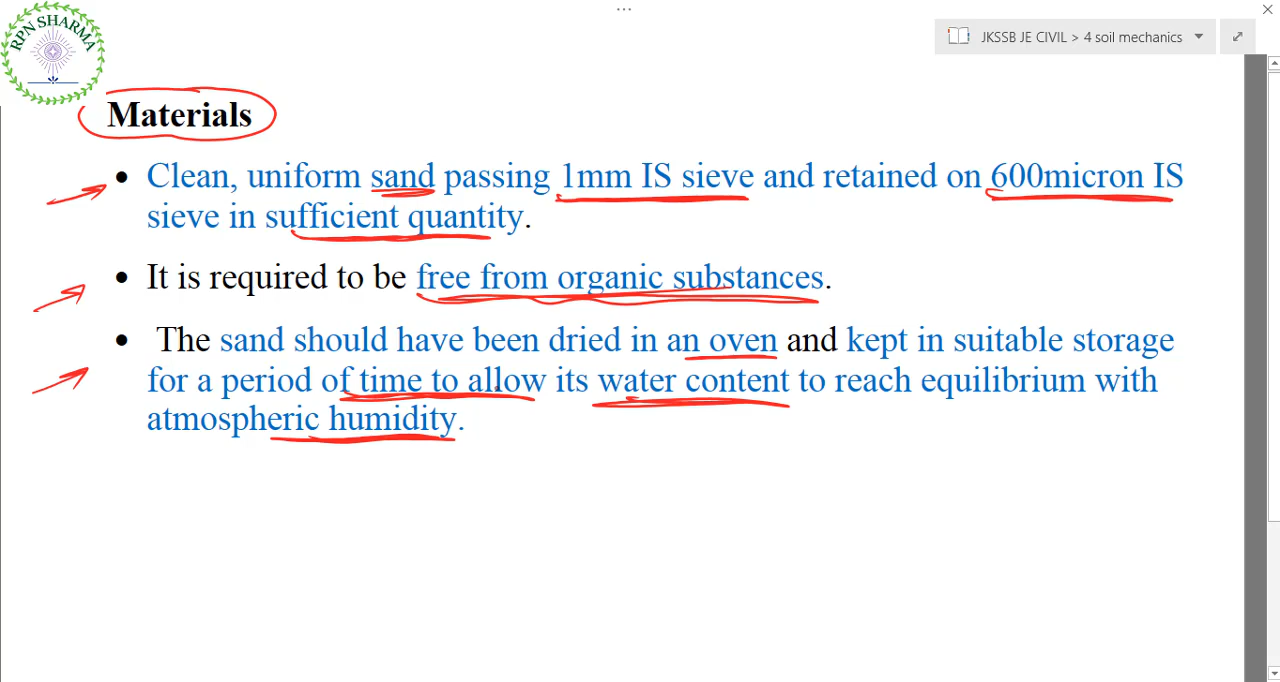 RPN SHARMA
...
JKSSB JE CIVIL > 4 soil mechanics
Materials
• Clean, uniform sand passing 1mm IS sieve and retained on 600micron IS
sieve in sufficient quantity.
• It is required to be free from organic substances.
• The sand should have been dried in an oven and kept in suitable storage
for a period of time to allow its water content to reach equilibrium with
atmospheric humidity.